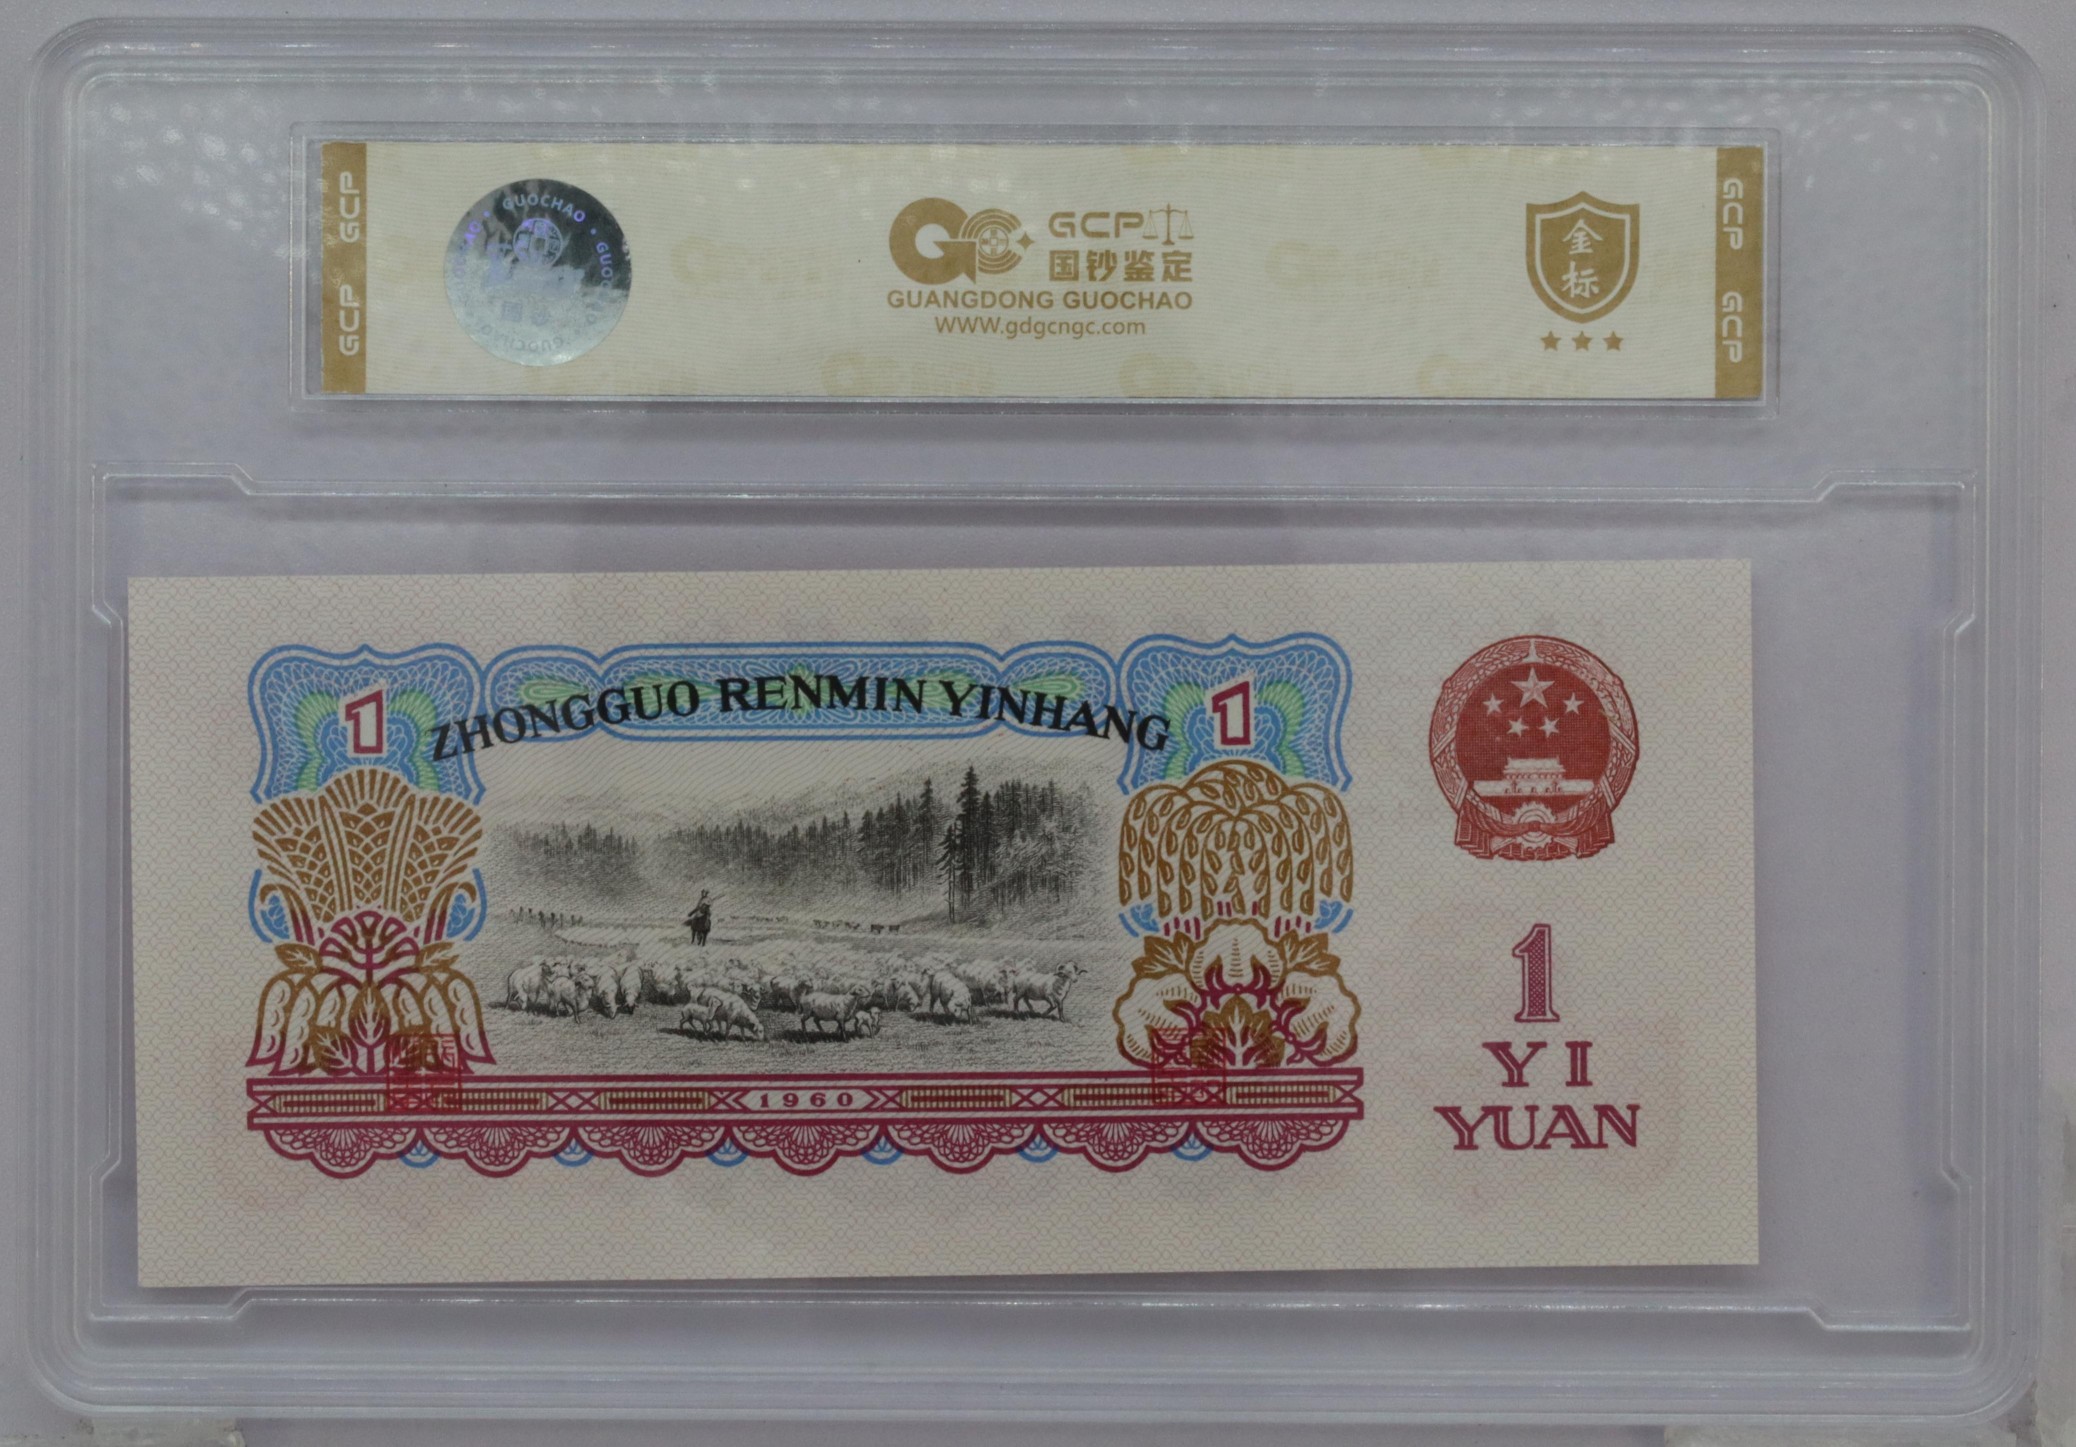 GCP GCP
GUOCHAO
GCP
国钞鉴定
GUANGDONG GUOCHAO
WWW.gdgcngc.com
金
标
GCP GCP
ZHONGGUO RENMIN YINHANG
1
1
1960
1
YI
YUAN